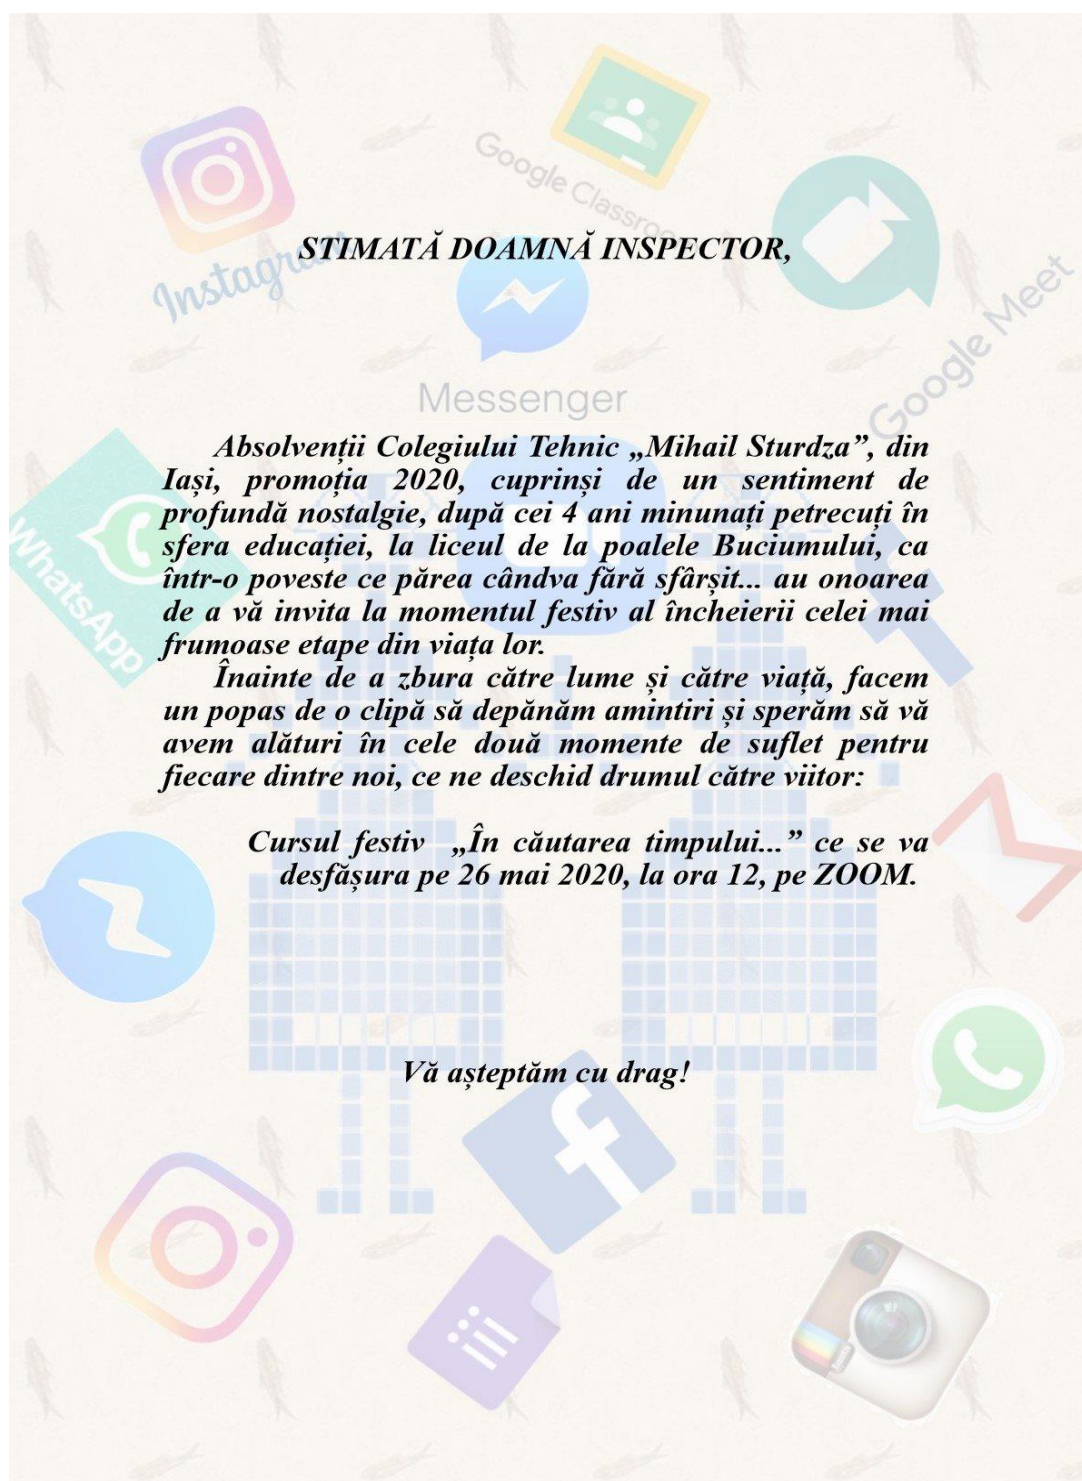 Google Classroo
STIMATĂ DOAMNĂ INSPECTOR,
Instagram
Google Meet
Messenger
Absolvenții Colegiului Tehnic „Mihail Sturdza”, din
Iași, promoția 2020, cuprinși de un sentiment de
profundă nostalgie, după cei 4 ani minunați petrecuți în
sfera educației, la liceul de la poalele Buciumului, ca
într-o poveste ce părea cândva fără sfârșit... au onoarea
de a vă invita la momentul festiv al încheierii celei mai
frumoase etape din viața lor.
WhatsApp
Înainte de a zbura către lume și către viață, facem
un popas de o clipă să depănăm amintiri și sperăm să vă
avem alături în cele două momente de suflet pentru
fiecare dintre noi, ce ne deschid drumul către viitor:
Cursul festiv „În căutarea timpului...” ce se va
desfășura pe 26 mai 2020, la ora 12, pe ZOOM.
Vă așteptăm cu drag!